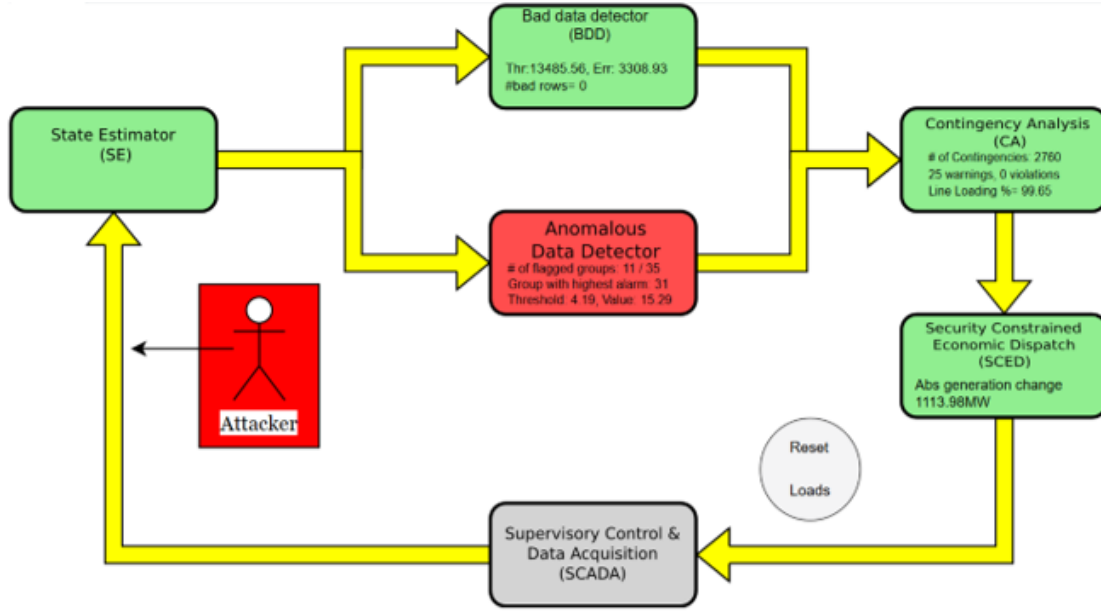 Bad data detector
(BDD)
Thr:13485.56, Err: 3308.93
#bad rows= 0
State Estimator
(SE)
Contingency Analysis
(CA)
# of Contingencies: 2760
25 warnings, 0 violations
Line Loading %= 99.65
Anomalous
Data Detector
# of flagged groups: 11 / 35
Group with highest alarm: 31
Threshold: 4.19, Value: 15.29
Security Constrained
Economic Dispatch
(SCED)
Abs generation change
1113.98MW
Attacker
Reset
Loads
Supervisory Control &
Data Acquisition
(SCADA)